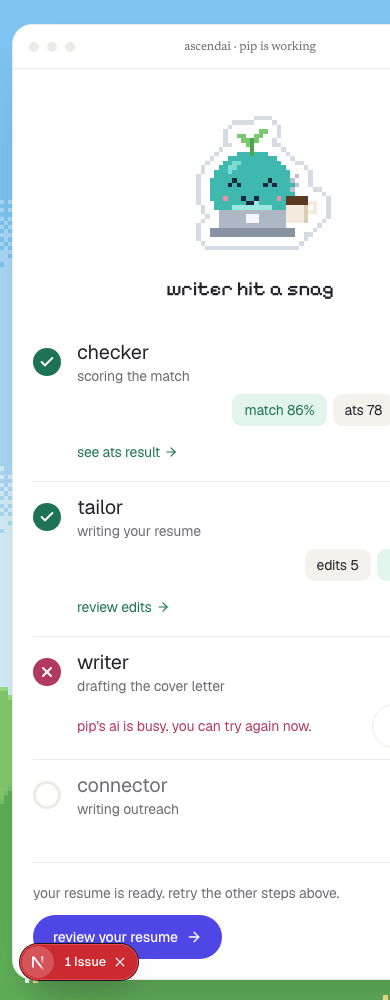 ascendai · pip is working
writer hit a snag
checker
scoring the match
match 86% ats 78
see ats result →
tailor
writing your resume
edits 5
review edits →
writer
drafting the cover letter
pip's ai is busy. you can try again now.
connector
writing outreach
your resume is ready. retry the other steps above.
review your resume →
N 1 Issue ×